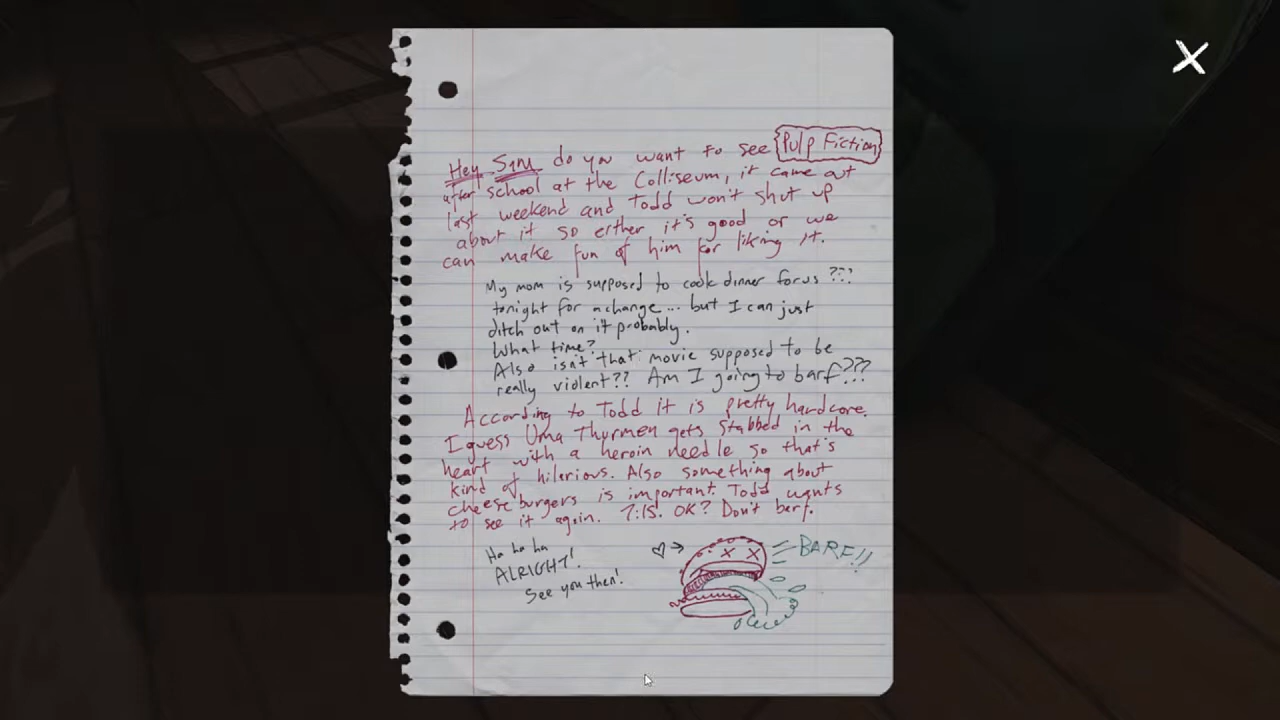 Hey Sam do you want to see Pulp Fiction
after school at the Colliseum, it came out
last weekend and Todd won't shut up
about it so either it's good or we
can make fun of him for liking it.
My mom is supposed to cook dinner for us ???
tonight for a change... but I can just
ditch out on it probably.
What time?
Also isn't that movie supposed to be
really violent?? Am I going to barf???
According to Todd it is pretty hardcore.
I guess Uma Thurmen gets stabbed in the
heart with a heroin needle so that's
kind of hilarious. Also something about
cheeseburgers is important. Todd wants
to see it again. 7:15. OK? Don't barf.
Ha ha ha
ALRIGHT!
See you then!
BARF!!